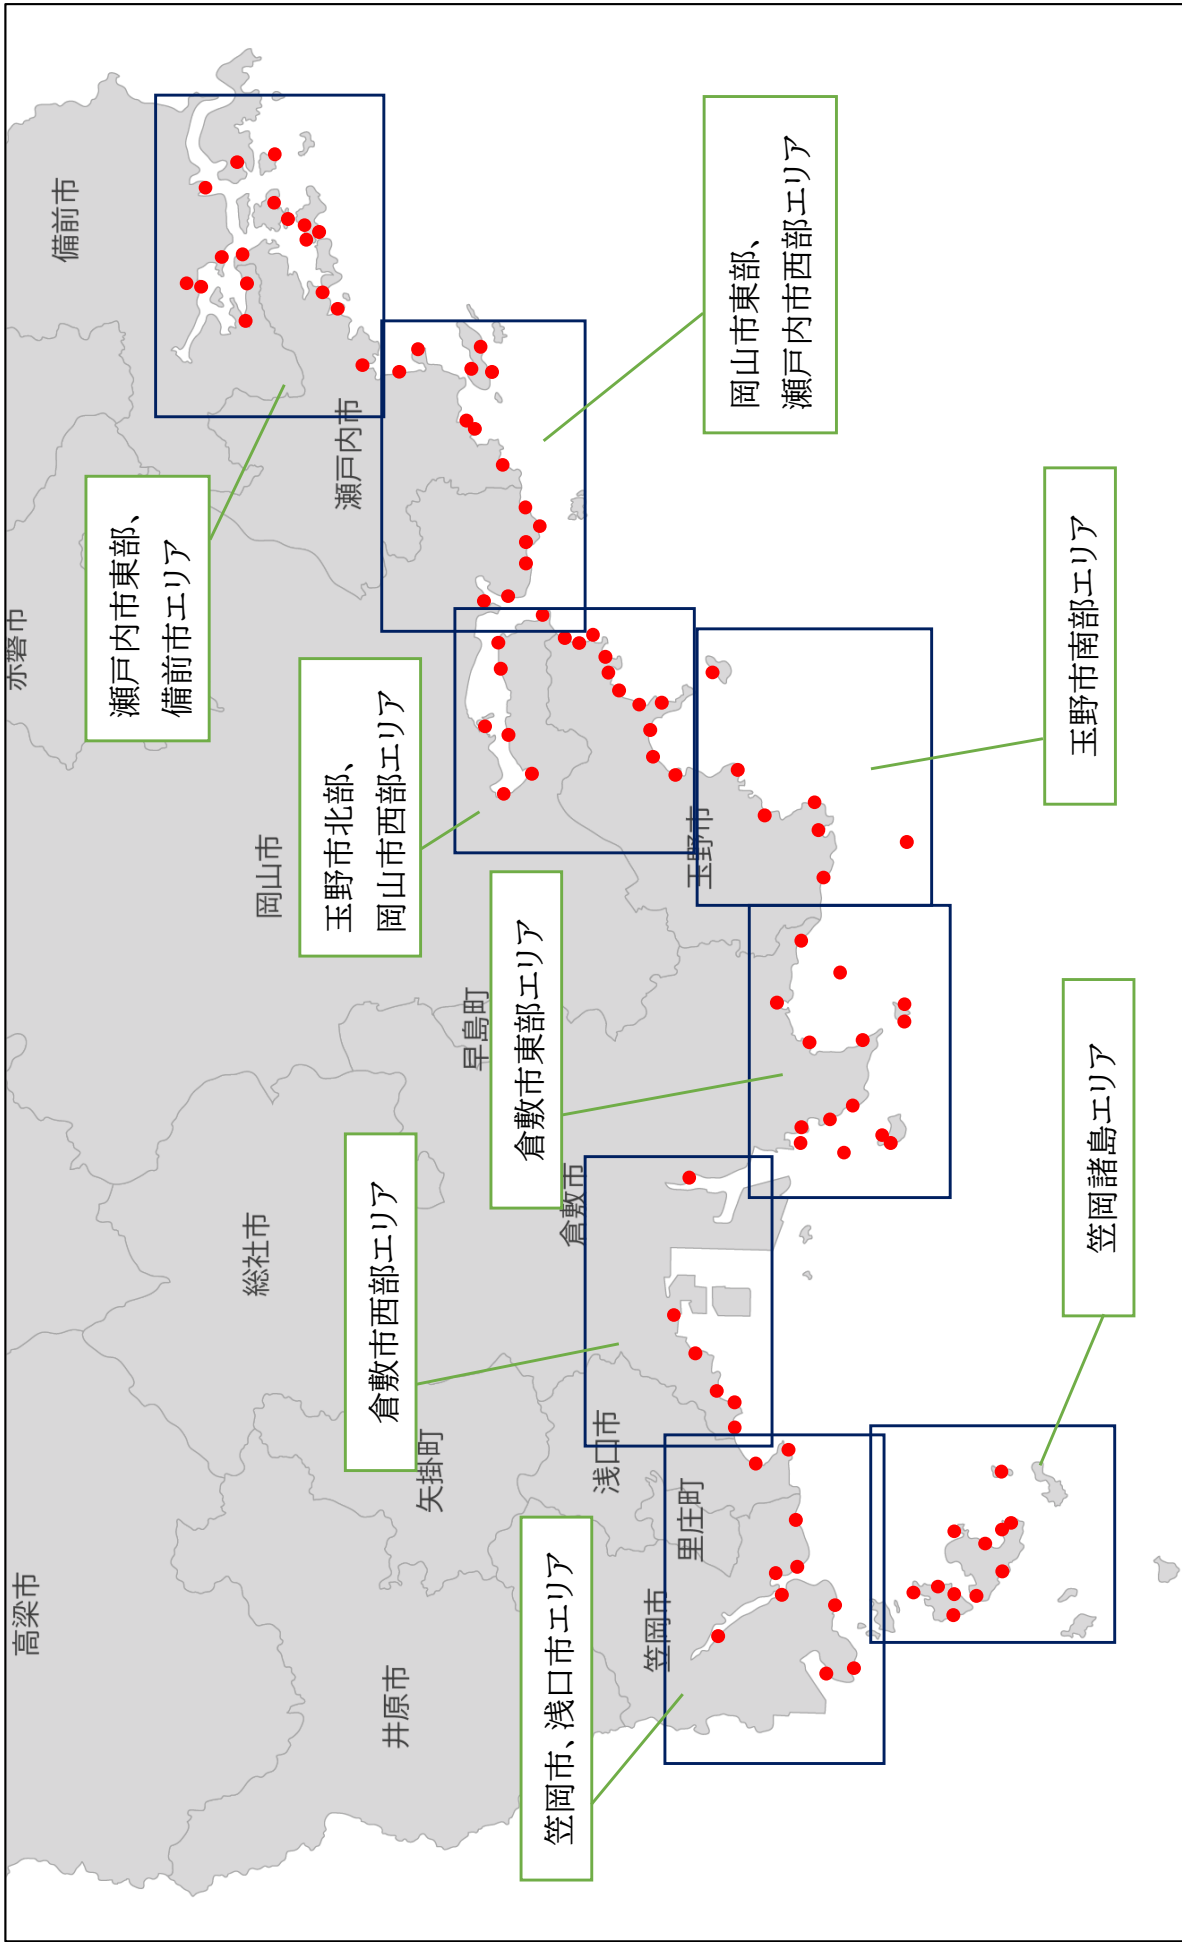 高梁市
赤磐市
備前市
瀬戸内市東部、
備前市エリア
総社市
岡山市
玉野市北部、
岡山市西部エリア
瀬戸内市
井原市
矢掛町
倉敷市西部エリア
早島町
倉敷市東部エリア
笠岡市、浅口市エリア
浅口市
倉敷市
笠岡市
里庄町
玉野市
岡山市東部、
瀬戸内市西部エリア
笠岡諸島エリア
玉野市南部エリア